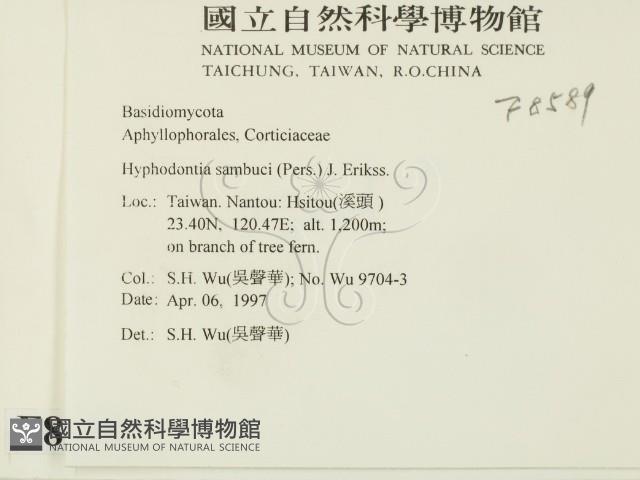 國立自然科學博物館
NATIONAL MUSEUM OF NATURAL SCIENCE
TAICHUNG, TAIWAN, R.O.CHINA
F8589
Basidiomycota
Aphyllophorales, Corticiaceae
Hyphodontia sambuci (Pers.) J. Erikss.
Loc.: Taiwan. Nantou: Hsitou(溪頭)
23.40N, 120.47E; alt. 1,200m;
on branch of tree fern.
Col.: S.H. Wu(吳聲華); No. Wu 9704-3
Date: Apr. 06, 1997
Det.: S.H. Wu(吳聲華)
國立自然科學博物館
NATIONAL MUSEUM OF NATURAL SCIENCE